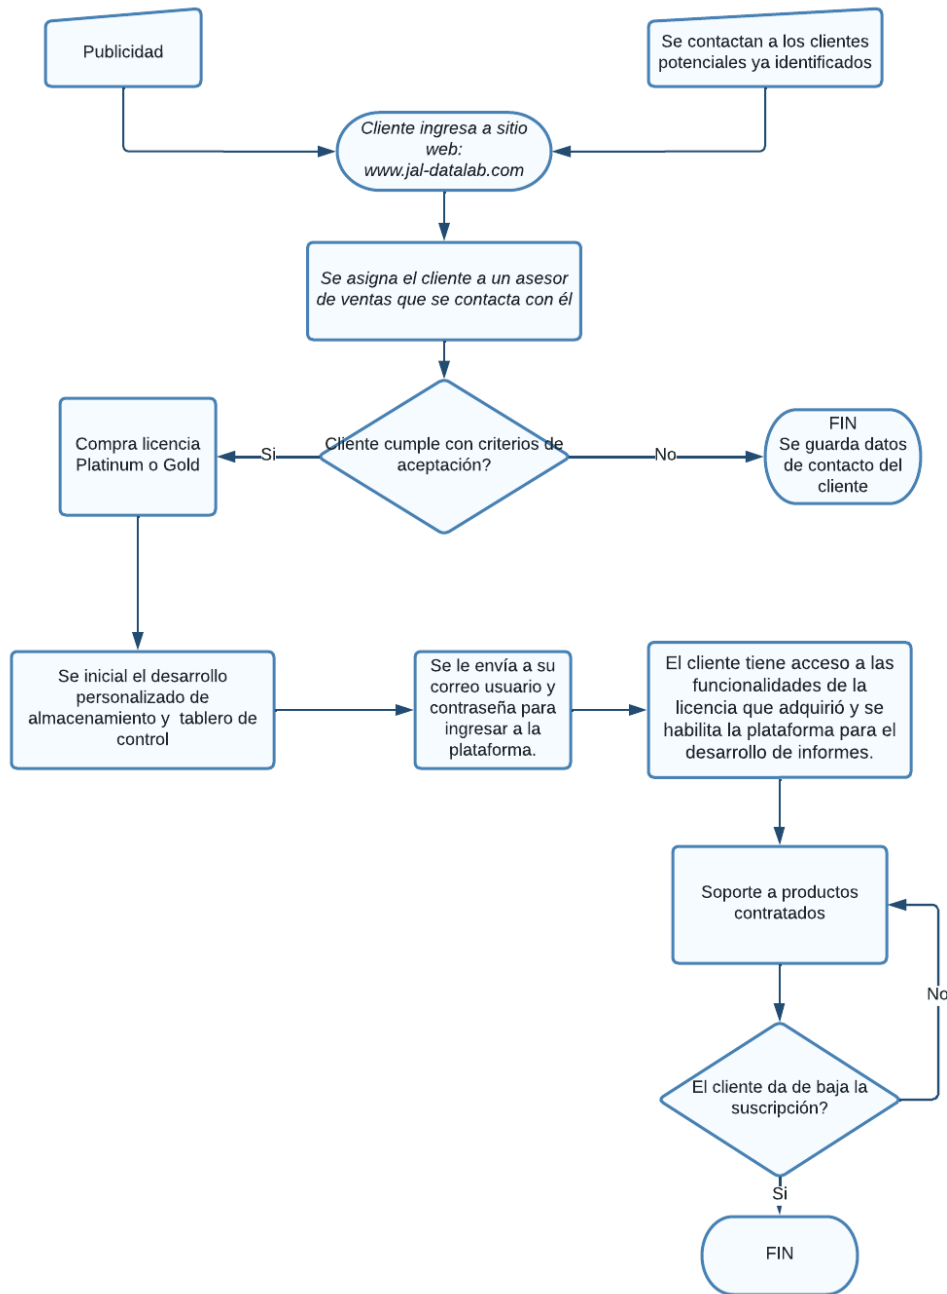 Publicidad
Se contactan a los clientes
potenciales ya identificados
Cliente ingresa a sitio
web:
www.jal-datalab.com
Se asigna el cliente a un asesor
de ventas que se contacta con él
Cliente cumple con criterios de
aceptación?
Si
No
Compra licencia
Platinum o Gold
FIN
Se guarda datos
de contacto del
cliente
Se inicial el desarrollo
personalizado de
almacenamiento y  tablero de
control
Se le envía a su
correo usuario y
contraseña para
ingresar a la
plataforma.
El cliente tiene acceso a las
funcionalidades de la
licencia que adquirió y se
habilita la plataforma para el
desarrollo de informes.
Soporte a productos
contratados
No
El cliente da de baja la
suscripción?
Si
FIN